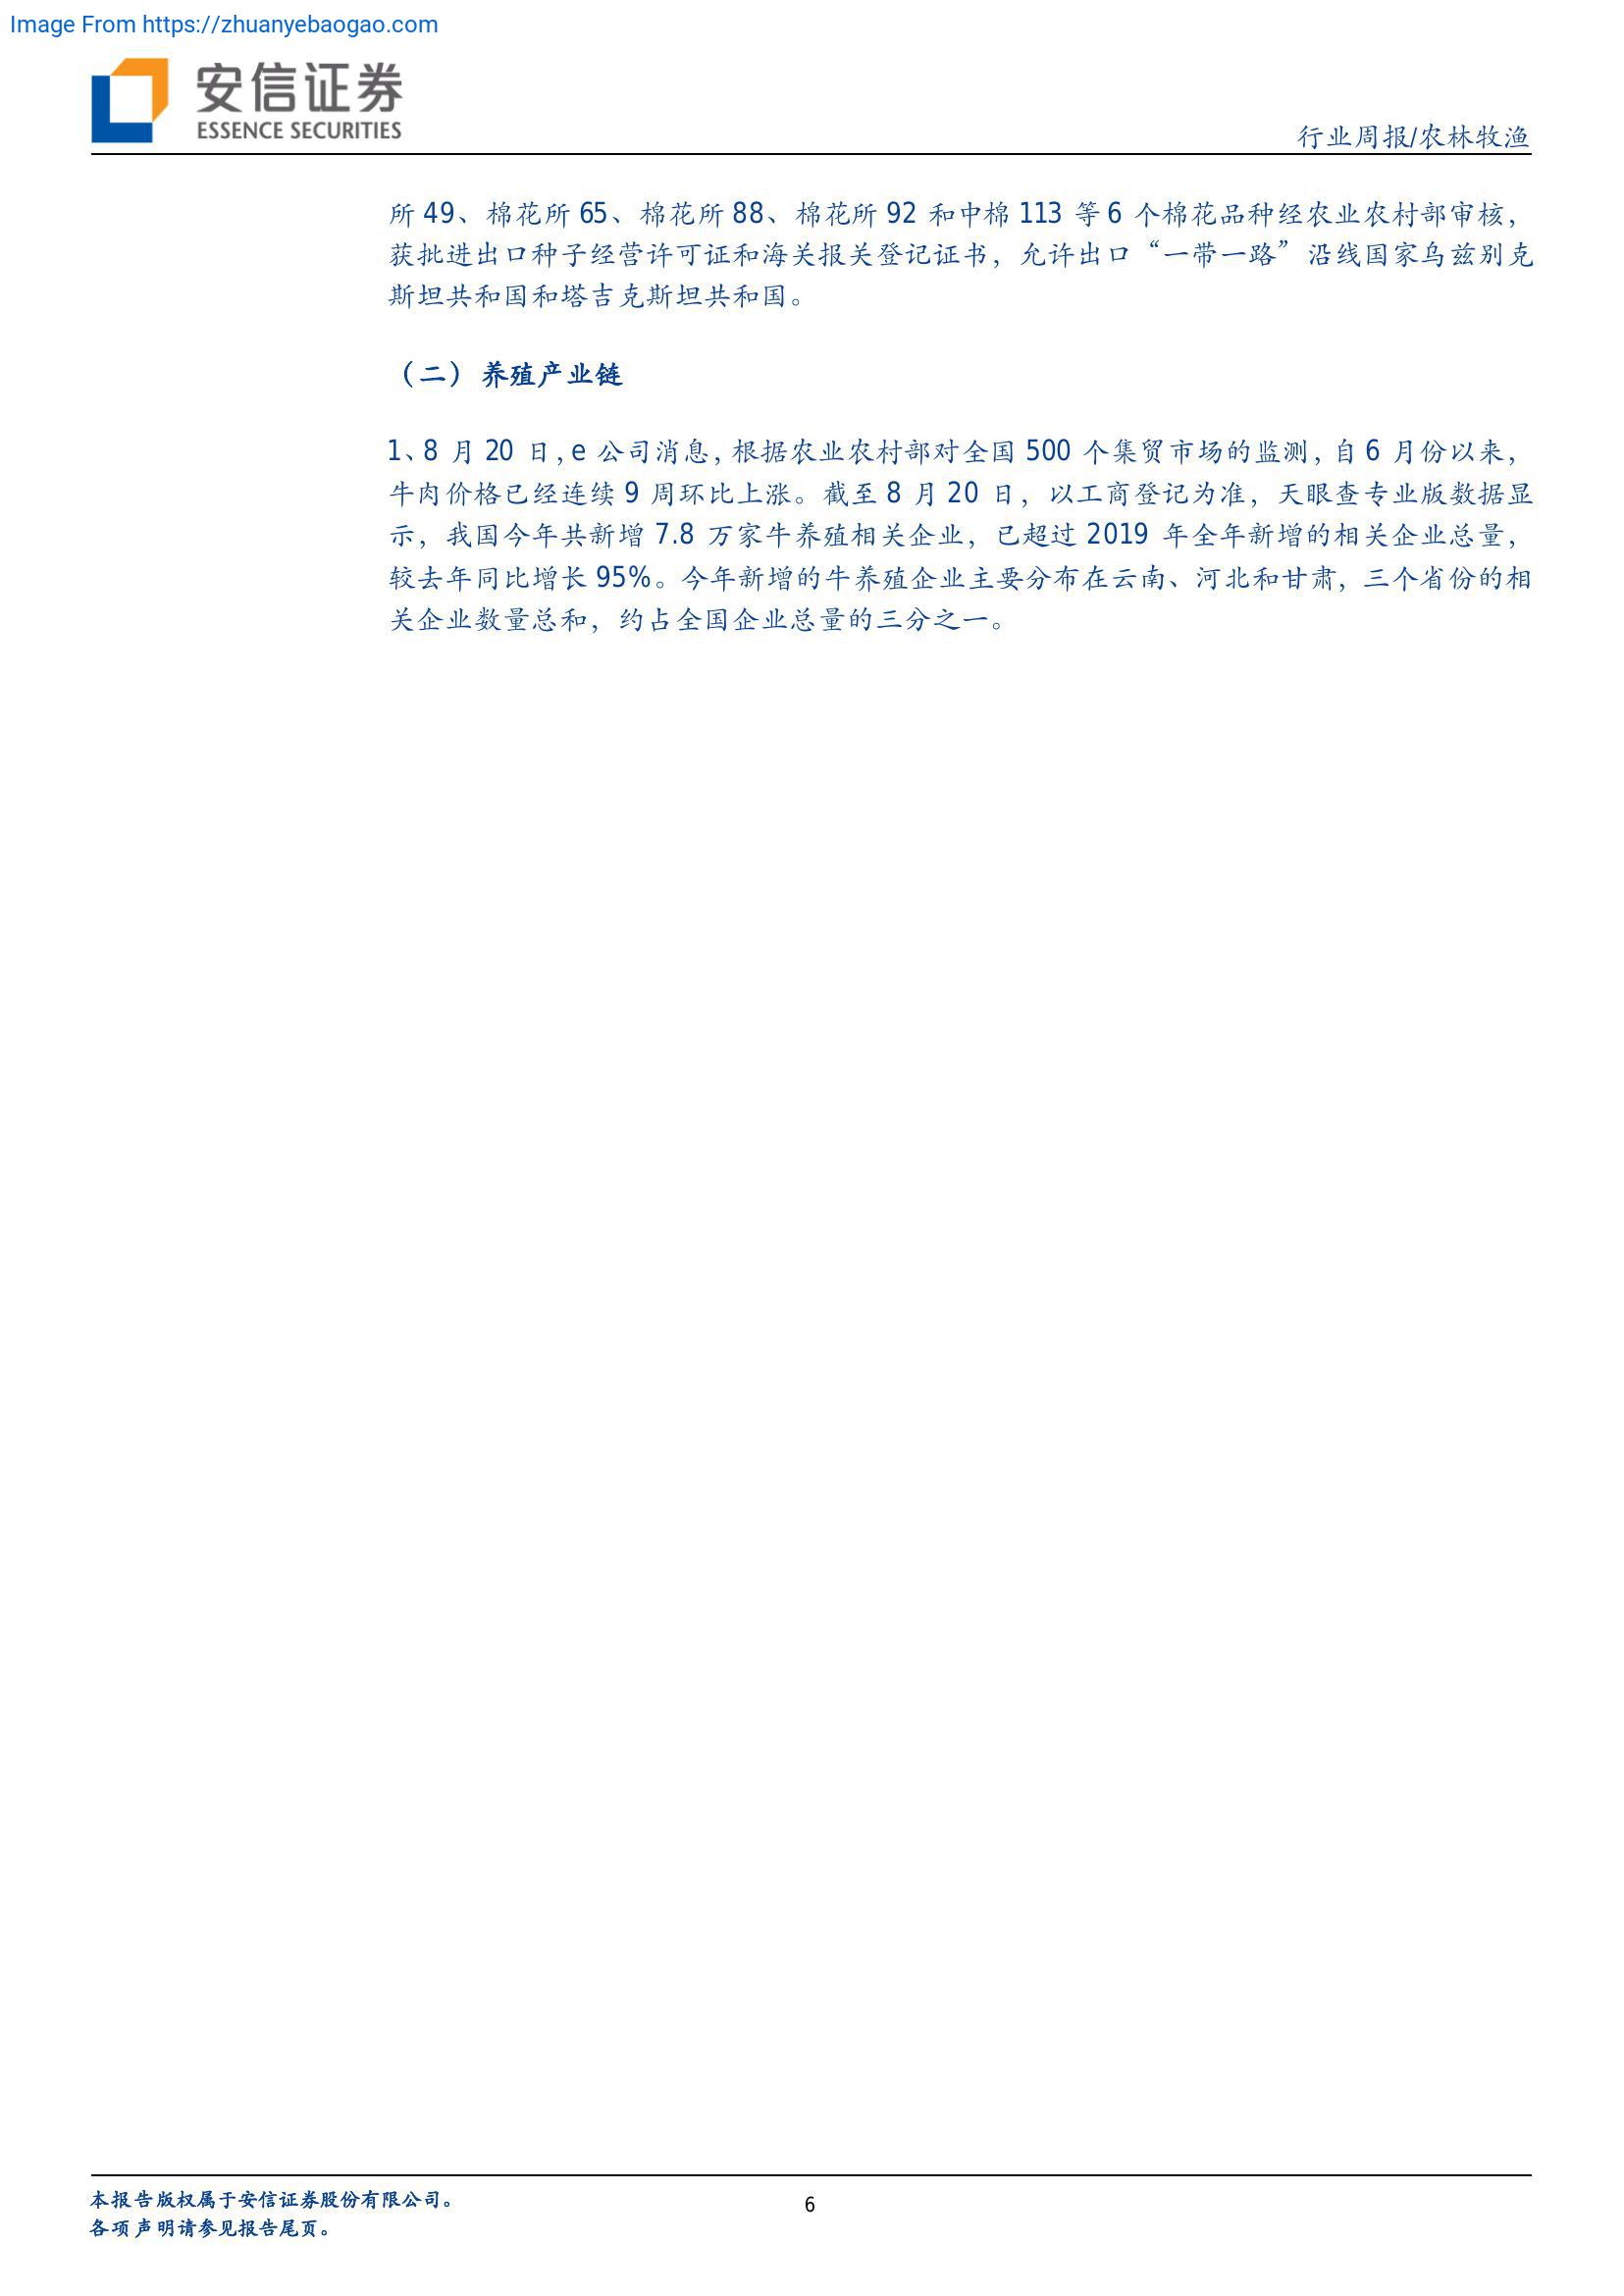 Image From https://zhuanyebaogao.com
安信证券
ESSENCE SECURITIES
行业周报/农林牧渔
所 49、棉花所 65、棉花所 88、棉花所 92 和中棉 113 等 6 个棉花品种经农业农村部审核，
获批进出口种子经营许可证和海关报关登记证书，允许出口“一带一路”沿线国家乌兹别克
斯坦共和国和塔吉克斯坦共和国。
（二） 养殖产业链
1、8 月 20 日，e 公司消息，根据农业农村部对全国 500 个集贸市场的监测，自 6 月份以来，
牛肉价格已经连续 9 周环比上涨。截至 8 月 20 日，以工商登记为准，天眼查专业版数据显
示，我国今年共新增 7.8 万家牛养殖相关企业，已超过 2019 年全年新增的相关企业总量，
较去年同比增长 95%。今年新增的牛养殖企业主要分布在云南、河北和甘肃，三个省份的相
关企业数量总和，约占全国企业总量的三分之一。
本报告版权属于安信证券股份有限公司。
6
各项声明请参见报告尾页。